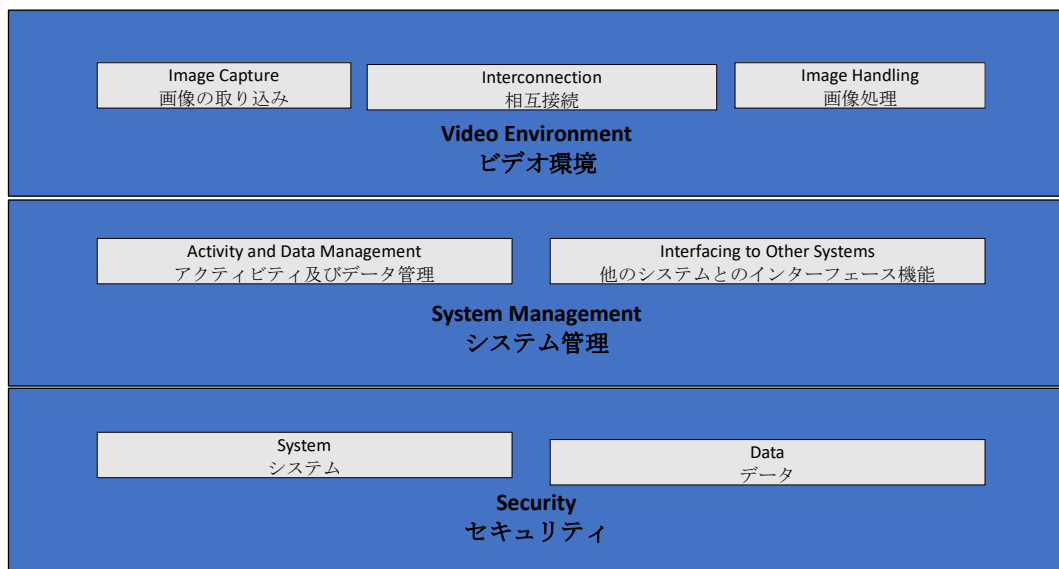 Image Capture
画像の取り込み
Interconnection
相互接続
Image Handling
画像処理
Video Environment
ビデオ環境
Activity and Data Management
アクティビティ及びデータ管理
Interfacing to Other Systems
他のシステムとのインターフェース機能
System Management
システム管理
System
システム
Data
データ
Security
セキュリティ